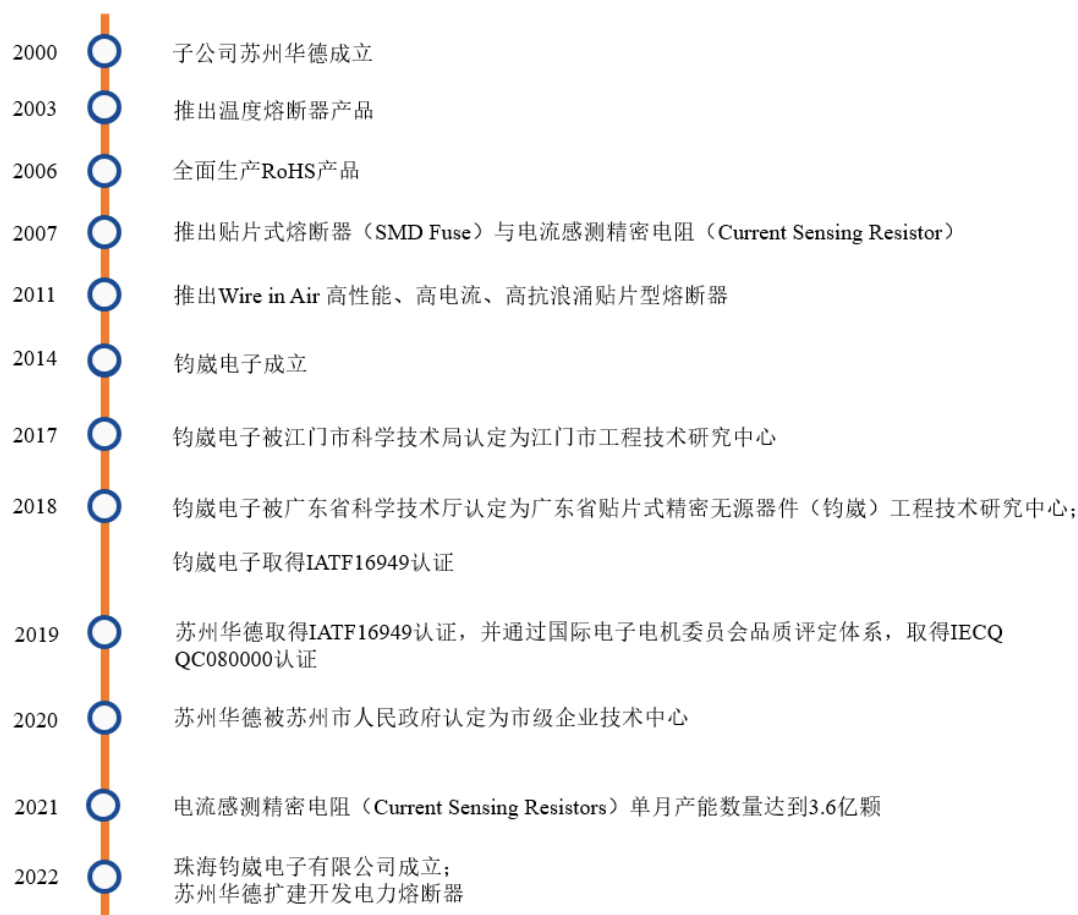 2000 子公司苏州华德成立
2003 推出温度熔断器产品
2006 全面生产RoHS产品
2007 推出贴片式熔断器（SMD Fuse）与电流感测精密电阻（Current Sensing Resistor）
2011 推出Wire in Air 高性能、高电流、高抗浪涌贴片型熔断器
2014 钧崴电子成立
2017 钧崴电子被江门市科学技术局认定为江门市工程技术研究中心
2018 钧崴电子被广东省科学技术厅认定为广东省贴片式精密无源器件（钧崴）工程技术研究中心；
钧崴电子取得IATF16949认证
2019 苏州华德取得IATF16949认证，并通过国际电子电机委员会品质评定体系，取得IECQ
QC080000认证
2020 苏州华德被苏州市人民政府认定为市级企业技术中心
2021 电流感测精密电阻（Current Sensing Resistors）单月产能数量达到3.6亿颗
2022 珠海钧崴电子有限公司成立；
苏州华德扩建开发电力熔断器